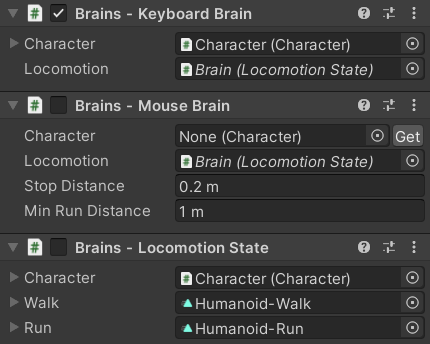 Brains - Keyboard Brain
Character Character (Character)
Locomotion Brain (Locomotion State)
Brains - Mouse Brain
Character None (Character) Get
Locomotion Brain (Locomotion State)
Stop Distance 0.2 m
Min Run Distance 1 m
Brains - Locomotion State
Character Character (Character)
Walk Humanoid-Walk
Run Humanoid-Run